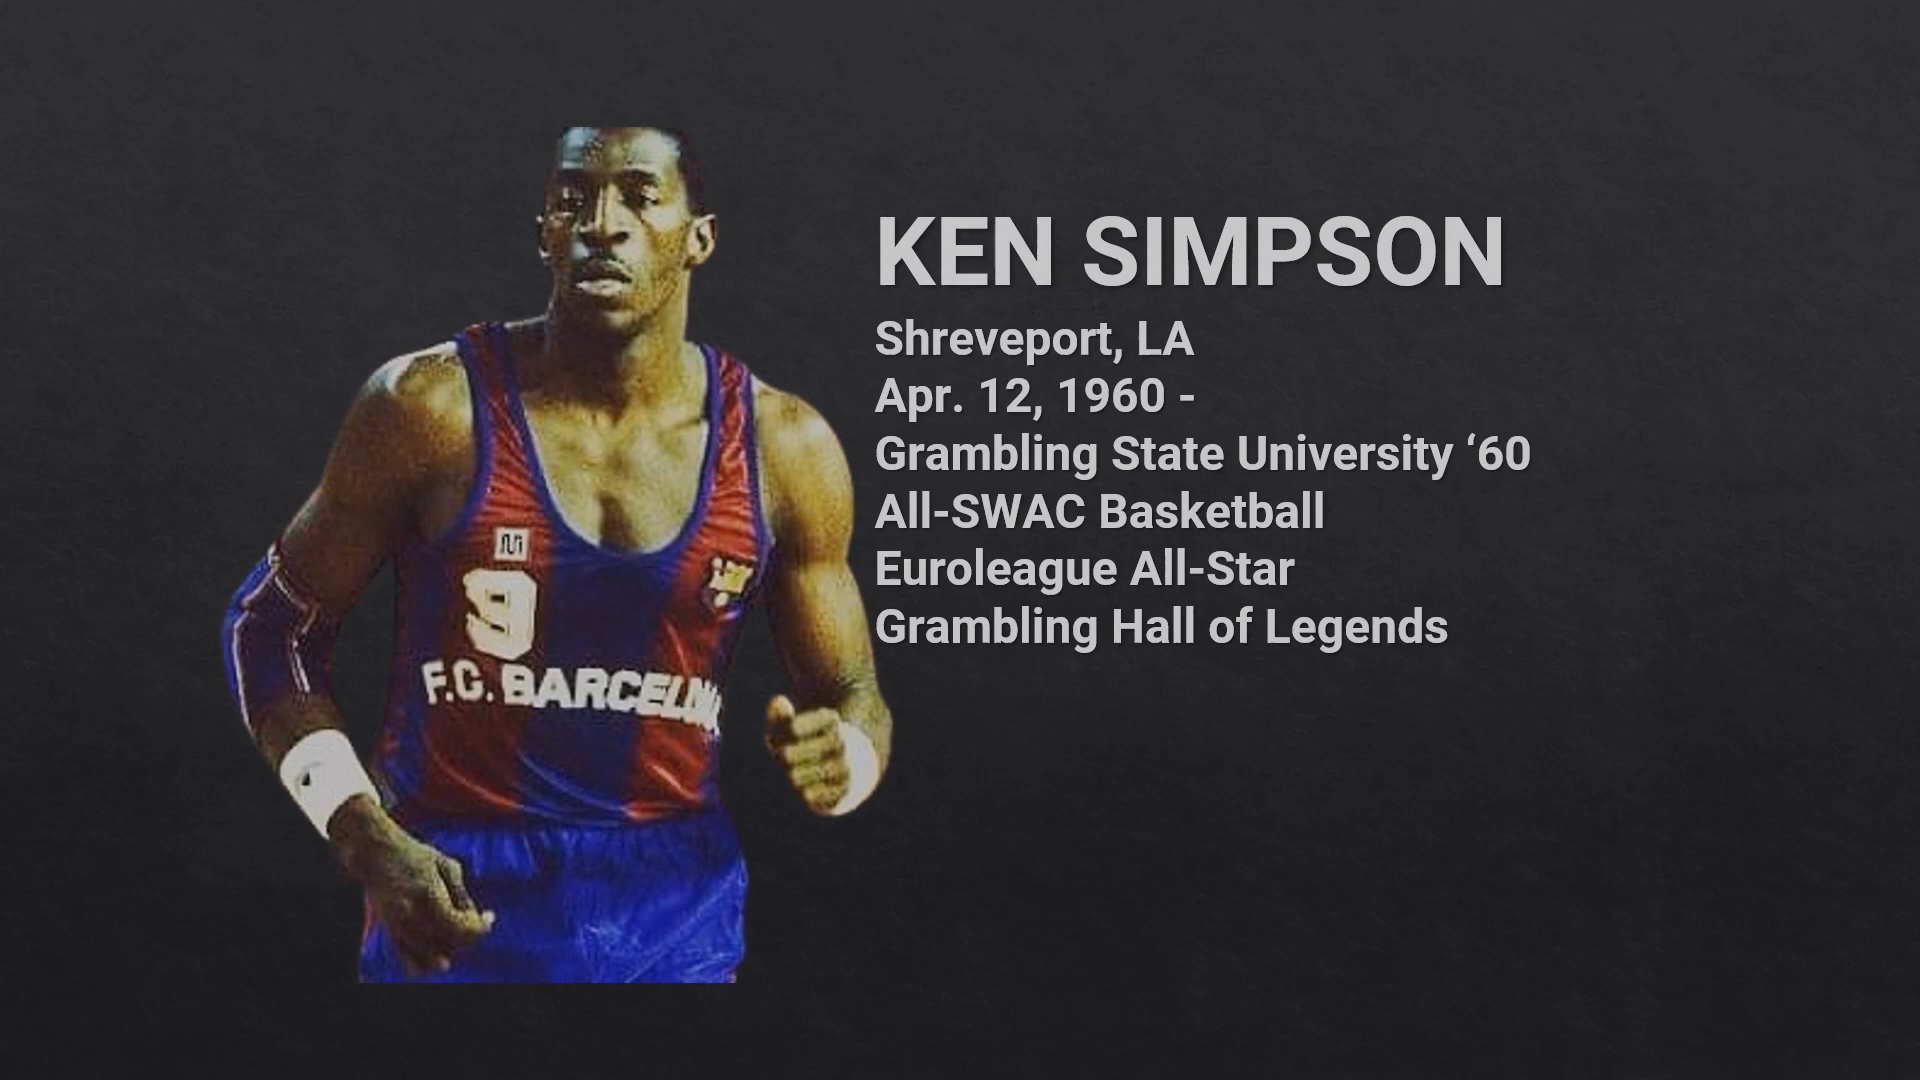 KEN SIMPSON
Shreveport, LA
Apr. 12, 1960 -
Grambling State University ‘60
All-SWAC Basketball
Euroleague All-Star
Grambling Hall of Legends
9
F.C. BARCELONA